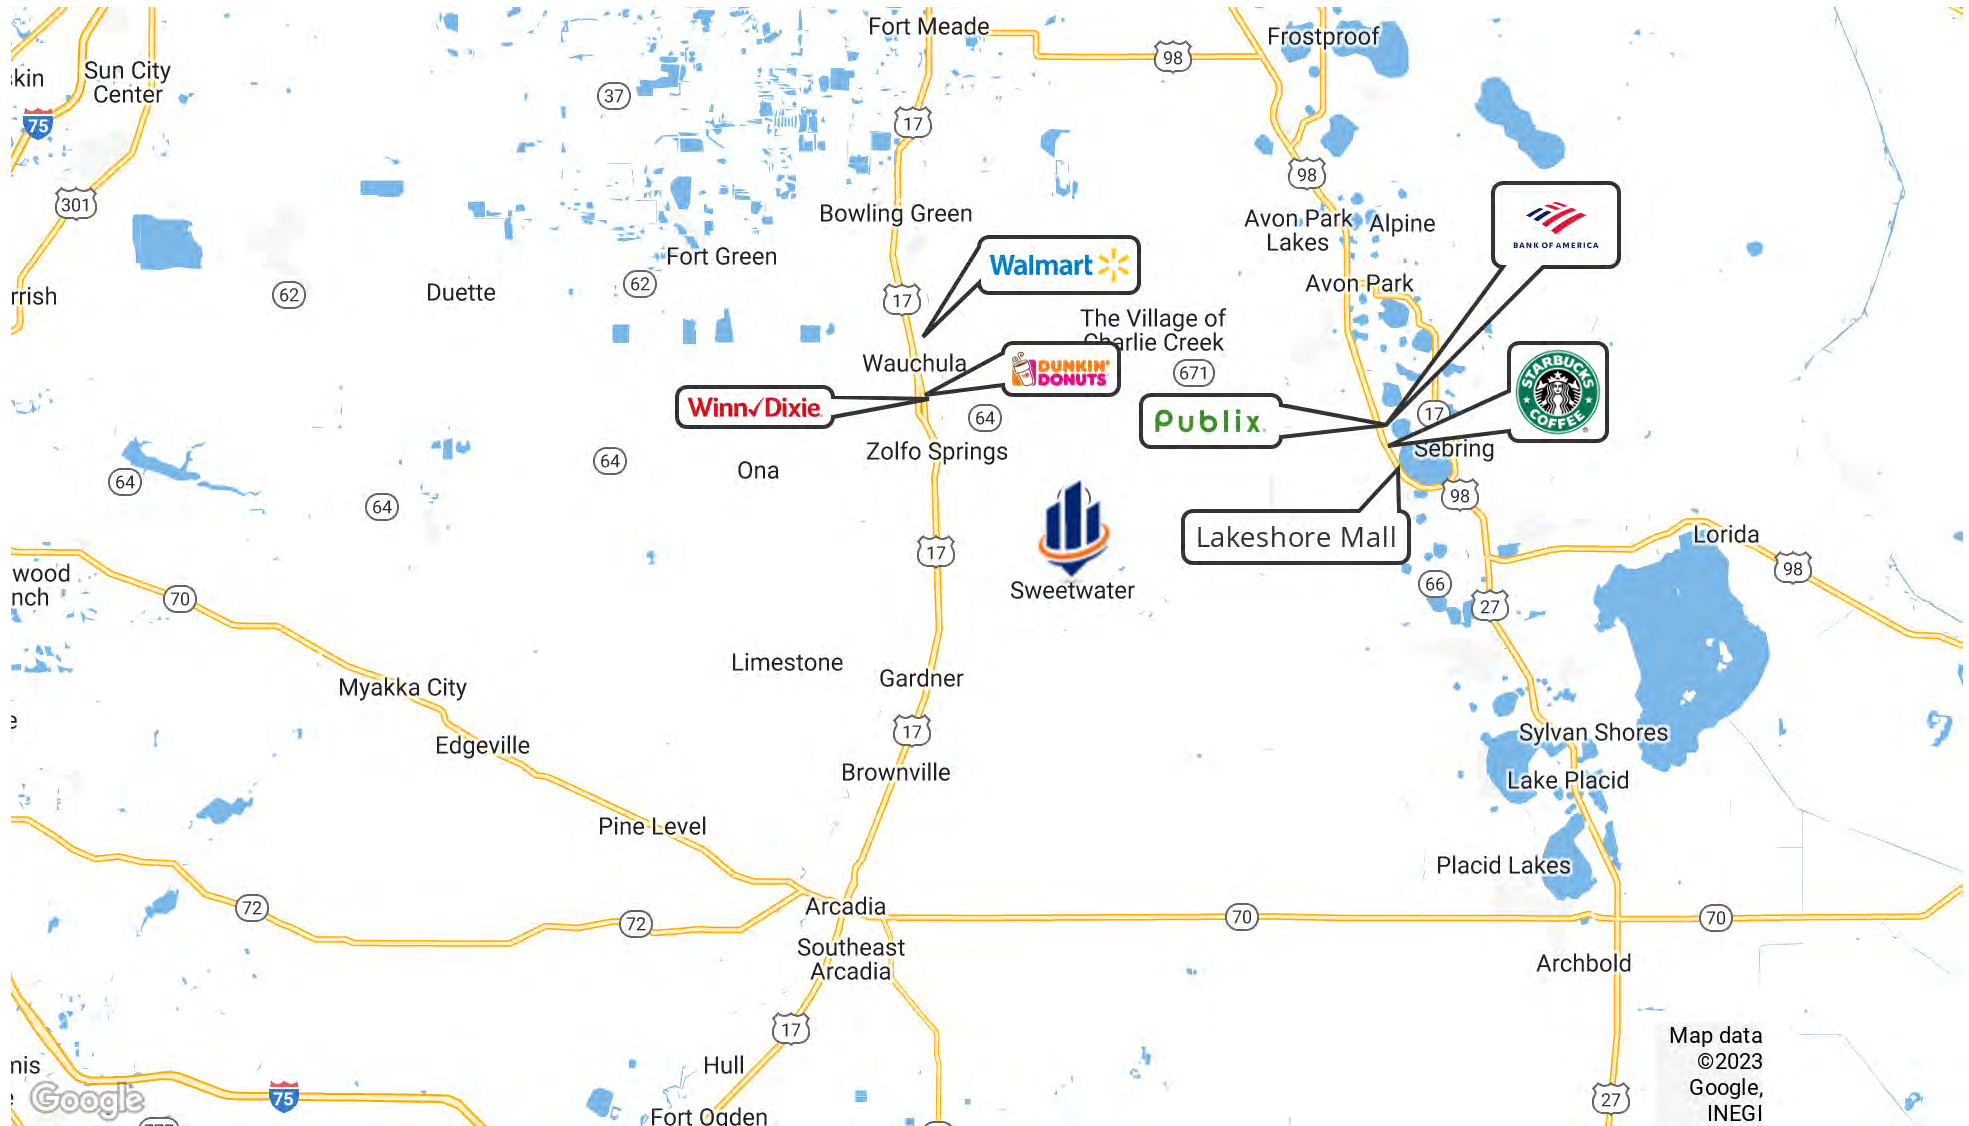 Fort Meade
Frostproof
98
Sun City
Center
skin
37
75
17
98
301
Bowling Green
Avon Park
Lakes
Alpine
BANK OF AMERICA
Fort Green
Walmart
rrish
62
Duette
62
17
Avon Park
The Village of
Charlie Creek
Wauchula
DUNKIN'
DONUTS
671
STARBUCKS
COFFEE
Winn Dixie
64
Publix
17
Zolfo Springs
Sebring
64
64
64
Ona
98
Lakeshore Mall
Lorida
17
98
wood
nch
70
Sweetwater
66
27
Limestone
Gardner
Myakka City
17
Sylvan Shores
Edgeville
Brownville
Lake Placid
Pine Level
Placid Lakes
72
72
Arcadia
70
70
Southeast
Arcadia
Archbold
17
Map data
©2023
Google,
INEGI
nis
Hull
Google
75
27
Fort Ogden